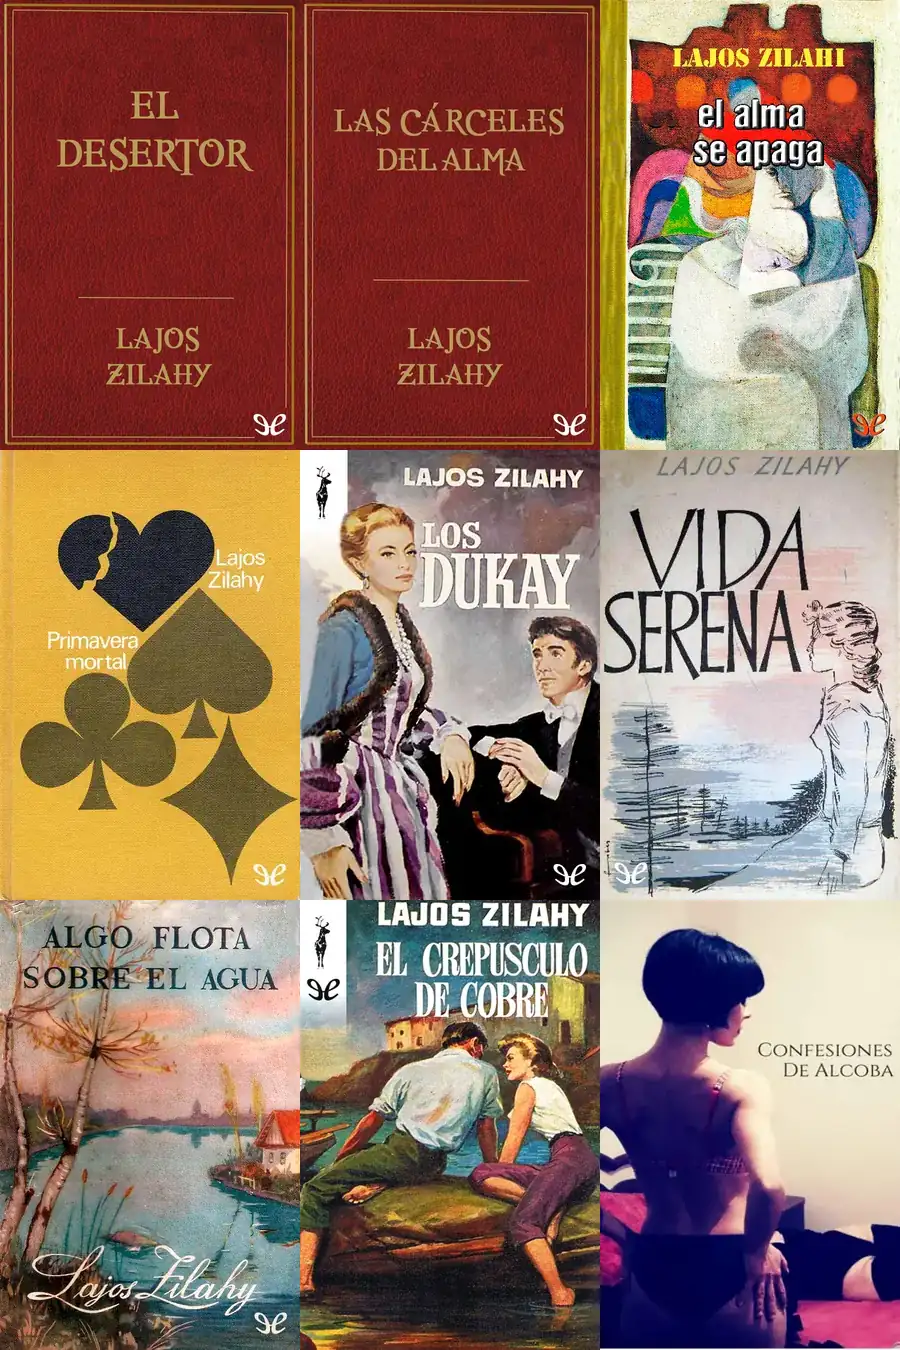 EL
DESERTOR
LAJOS
ZILAHY
LAS CÁRCELES
DEL ALMA
LAJOS
ZILAHY
LAJOS ZILAHI
el alma
se apaga
Lajos
Zilahy
Primavera
mortal
LAJOS ZILAHY
LOS
DUKAY
LAJOS ZILAHY
VIDA
SERENA
ALGO FLOTA
SOBRE EL AGUA
Lajos Zilahy
LAJOS ZILAHY
EL CREPUSCULO
DE COBRE
CONFESIONES
DE ALCOBA